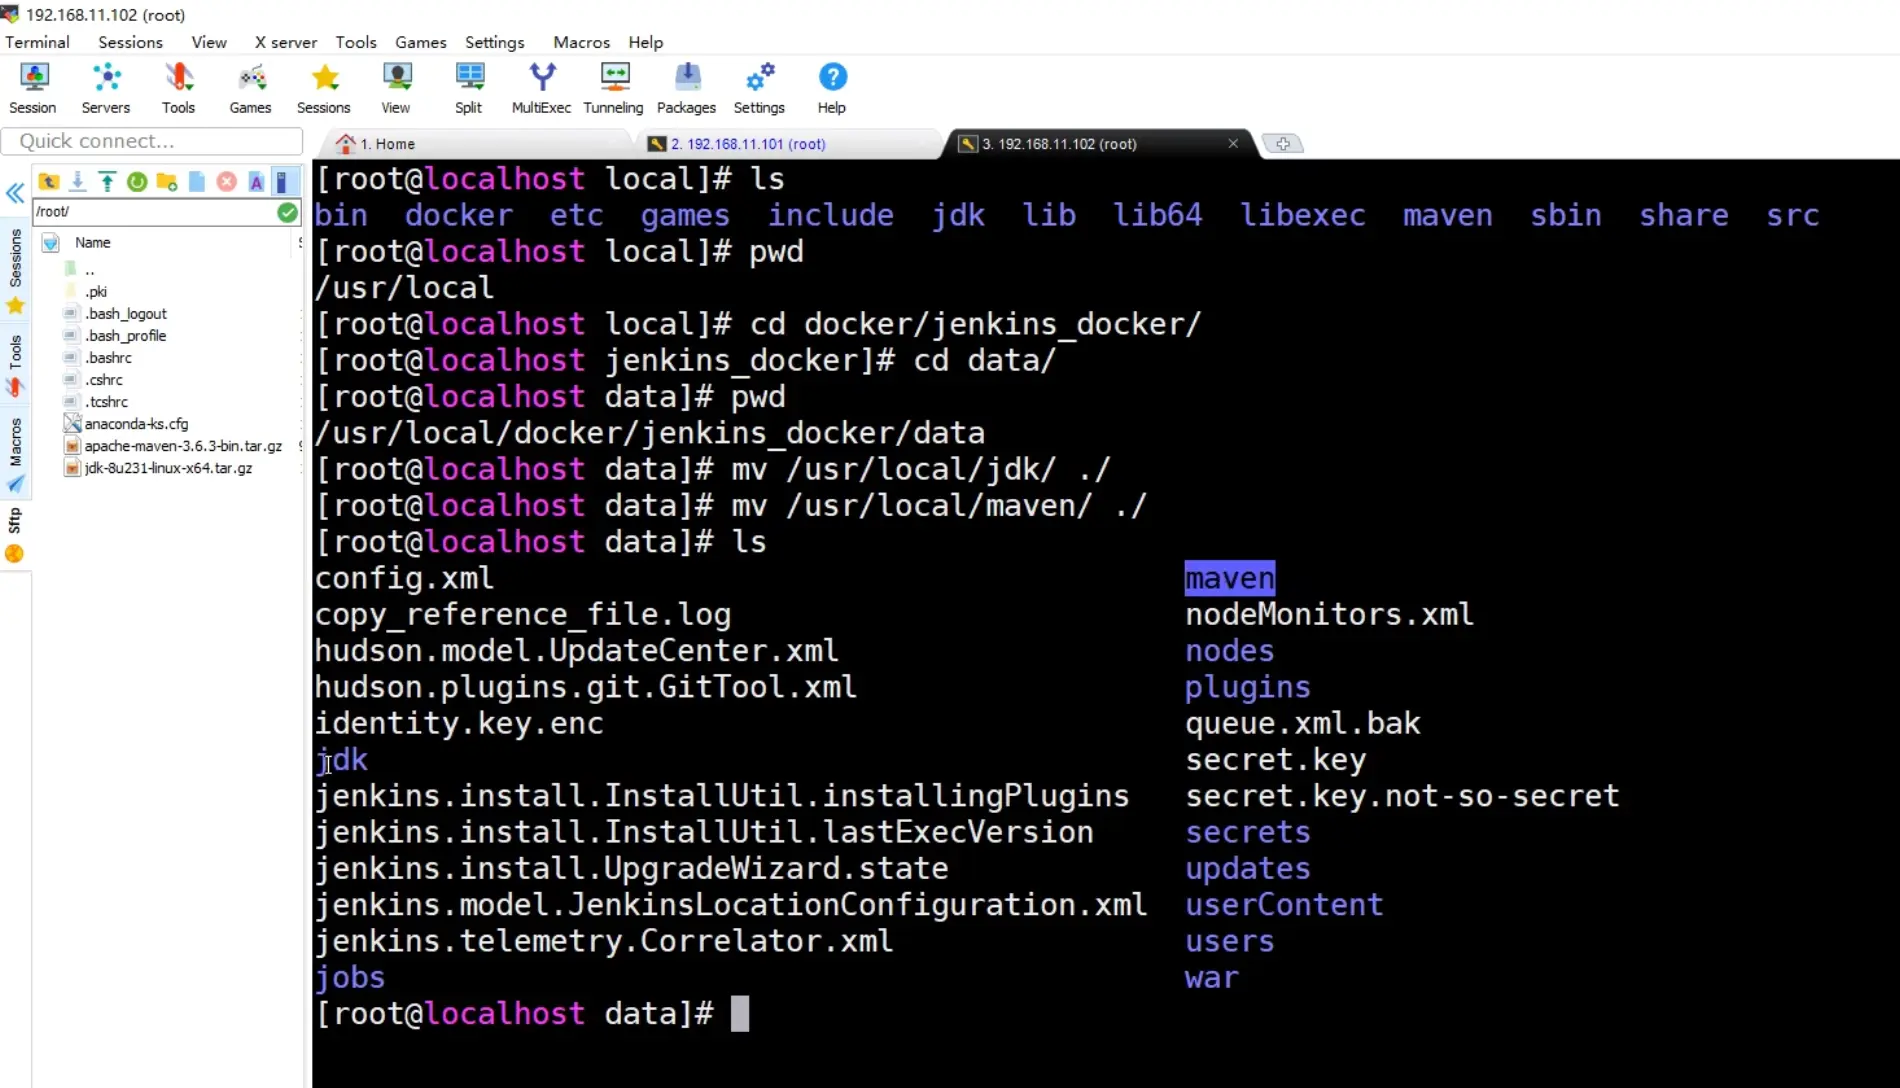 192.168.11.102 (root)
Terminal Sessions View X server Tools Games Settings Macros Help
Session Servers Tools Games Sessions View Split MultiExec Tunneling Packages Settings Help
Quick connect...
1. Home
2. 192.168.11.101 (root)
3. 192.168.11.102 (root)
/root/
Name
..
.pki
.bash_logout
.bash_profile
.bashrc
.cshrc
.tcshrc
anaconda-ks.cfg
apache-maven-3.6.3-bin.tar.gz
jdk-8u231-linux-x64.tar.gz
Sessions
Tools
Macros
Sftp
[root@localhost local]# ls
bin docker etc games include jdk lib lib64 libexec maven sbin share src
[root@localhost local]# pwd
/usr/local
[root@localhost local]# cd docker/jenkins_docker/
[root@localhost jenkins_docker]# cd data/
[root@localhost data]# pwd
/usr/local/docker/jenkins_docker/data
[root@localhost data]# mv /usr/local/jdk/ ./
[root@localhost data]# mv /usr/local/maven/ ./
[root@localhost data]# ls
config.xml maven
copy_reference_file.log nodeMonitors.xml
hudson.model.UpdateCenter.xml nodes
hudson.plugins.git.GitTool.xml plugins
identity.key.enc queue.xml.bak
jdk secret.key
jenkins.install.InstallUtil.installingPlugins secret.key.not-so-secret
jenkins.install.InstallUtil.lastExecVersion secrets
jenkins.install.UpgradeWizard.state updates
jenkins.model.JenkinsLocationConfiguration.xml userContent
jenkins.telemetry.Correlator.xml users
jobs war
[root@localhost data]#